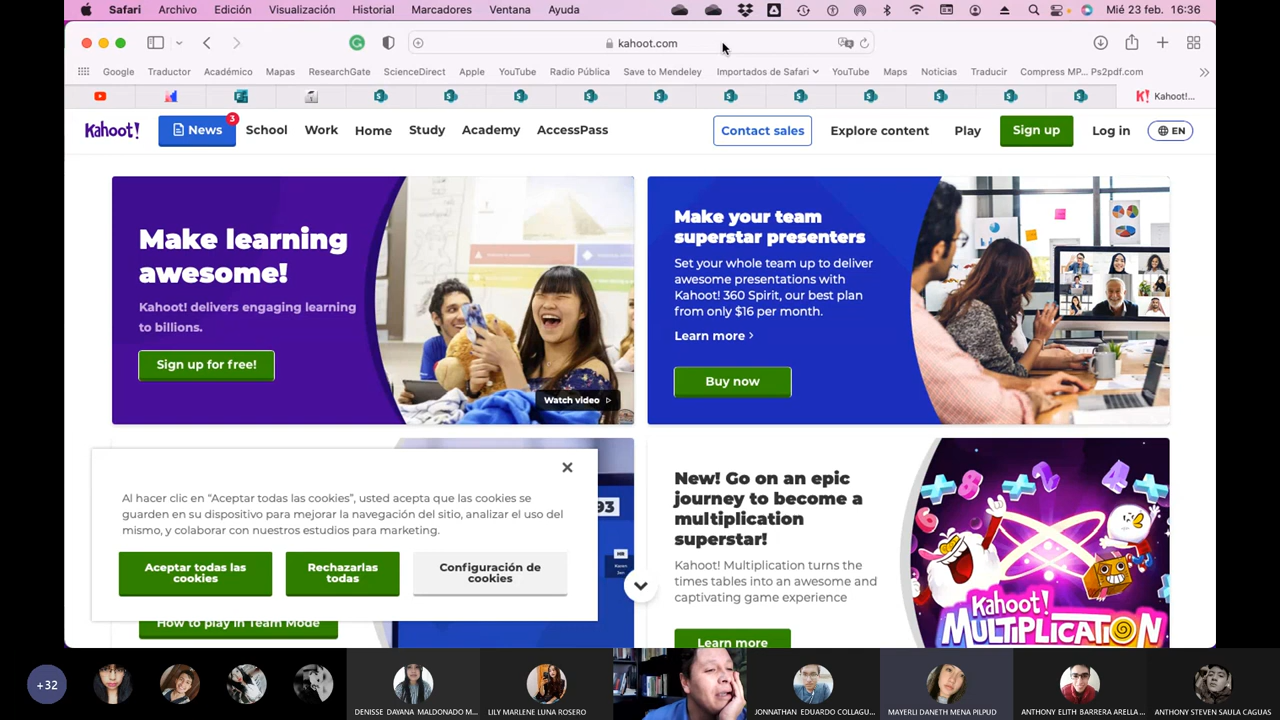 Safari Archivo Edición Visualización Historial Marcadores Ventana Ayuda Mié 23 feb. 16:36
kahoot.com
Google Traductor Académico Mapas ResearchGate ScienceDirect Apple YouTube Radio Pública Save to Mendeley Importados de Safari YouTube Maps Noticias Traducir Compress MP... Ps2pdf.com
K! Kahoot!...
Kahoot! News 3 School Work Home Study Academy AccessPass Contact sales Explore content Play Sign up Log in EN
Make learning
awesome!
Kahoot! delivers engaging learning
to billions.
Sign up for free!
Watch video
Make your team
superstar presenters
Set your whole team up to deliver
awesome presentations with
Kahoot! 360 Spirit, our best plan
from only $16 per month.
Learn more
Buy now
Al hacer clic en “Aceptar todas las cookies”, usted acepta que las cookies se
guarden en su dispositivo para mejorar la navegación del sitio, analizar el uso del
mismo, y colaborar con nuestros estudios para marketing.
Aceptar todas las
cookies
Rechazarlas
todas
Configuración de
cookies
How to play in Team Mode
New! Go on an epic
journey to become a
multiplication
superstar!
Kahoot! Multiplication turns the
times tables into an awesome and
captivating game experience
Learn more
Kahoot!
MULTIPLICATION
+32
DENISSE DAYANA MALDONADO M...
LILY MARLENE LUNA ROSERO
JONNATHAN EDUARDO COLLAGU...
MAYERLI DANETH MENA PILPUD
ANTHONY ELITH BARRERA ARELLA...
ANTHONY STEVEN SAULA CAGUAS